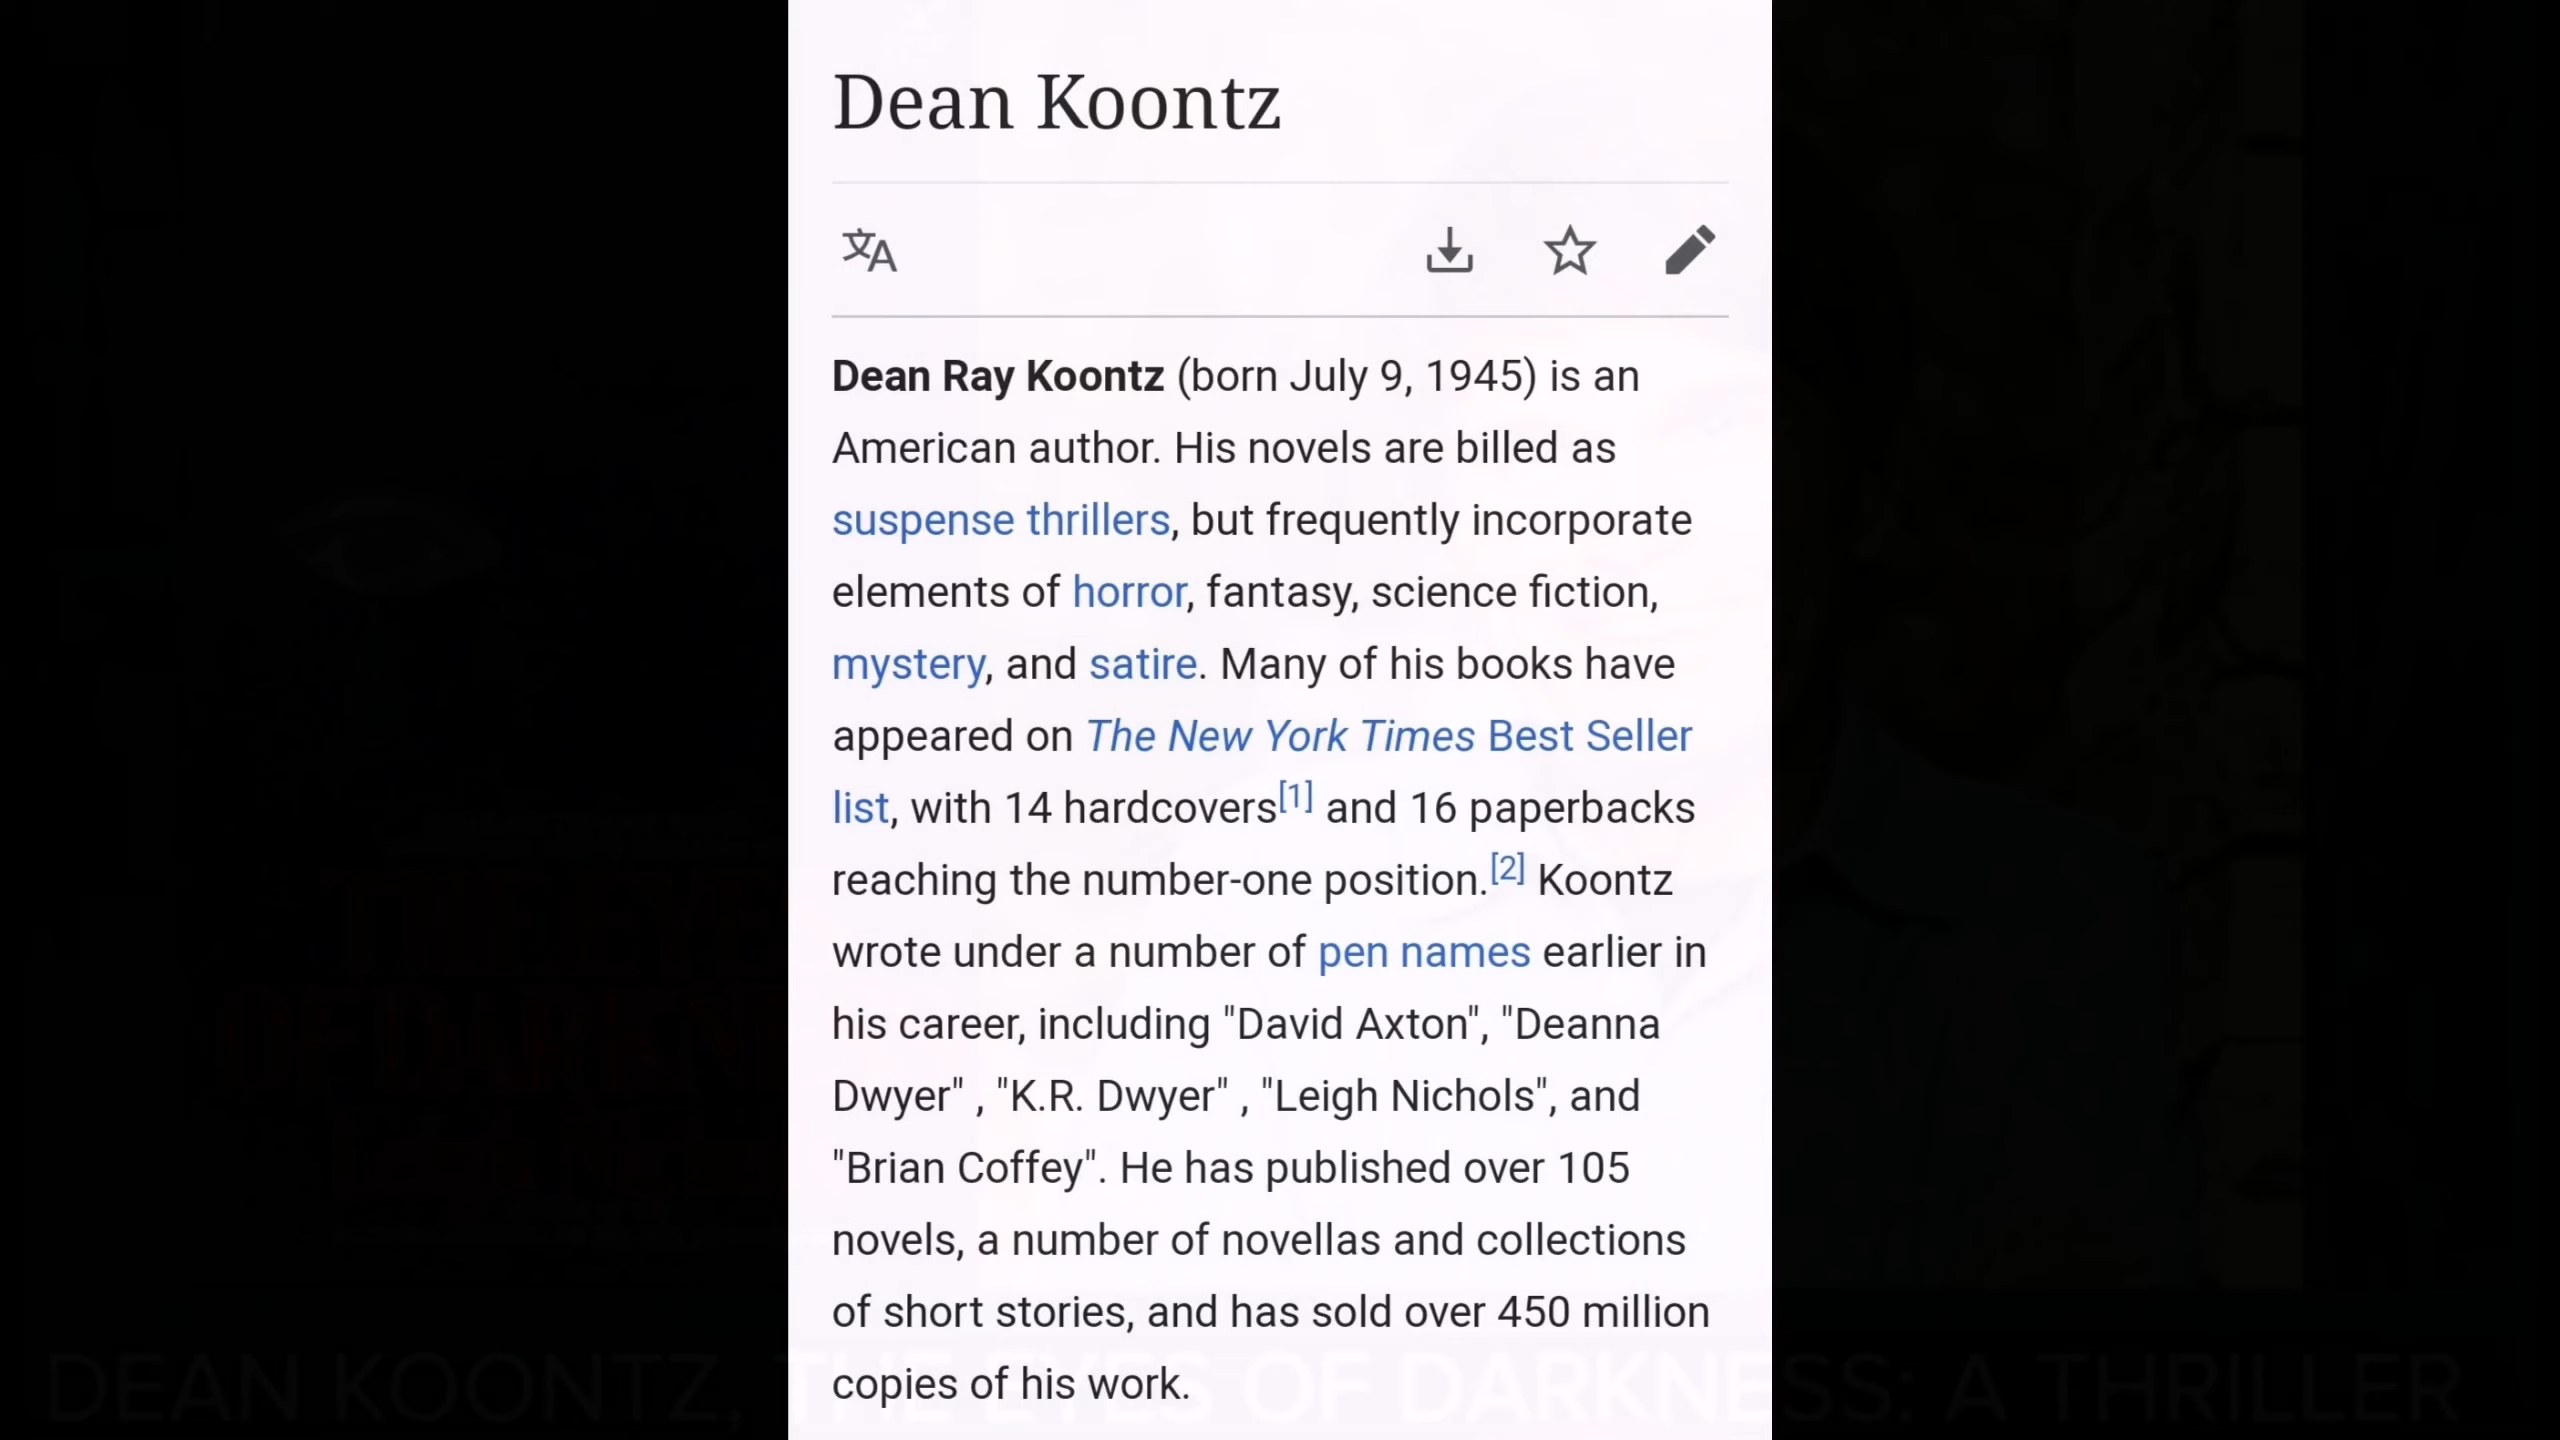 Dean Koontz
Dean Ray Koontz (born July 9, 1945) is an
American author. His novels are billed as
suspense thrillers, but frequently incorporate
elements of horror, fantasy, science fiction,
mystery, and satire. Many of his books have
appeared on The New York Times Best Seller
list, with 14 hardcovers[1] and 16 paperbacks
reaching the number-one position.[2] Koontz
wrote under a number of pen names earlier in
his career, including "David Axton", "Deanna
Dwyer" , "K.R. Dwyer" , "Leigh Nichols", and
"Brian Coffey". He has published over 105
novels, a number of novellas and collections
of short stories, and has sold over 450 million
copies of his work.
DEAN KOONTZ, THE EYES OF DARKNESS: A THRILLER